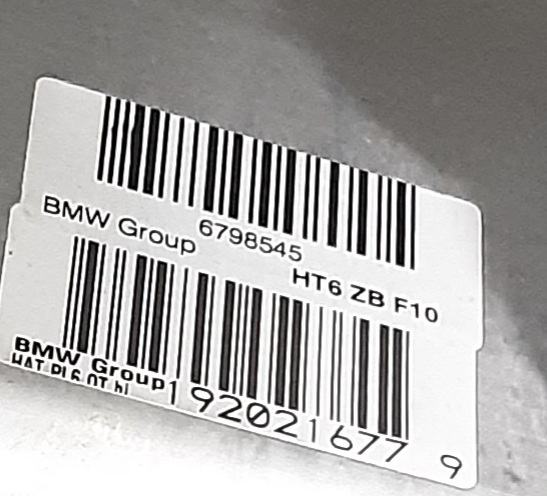 6798545
BMW Group
HT6 ZB F10
BMW Group
192021677 9